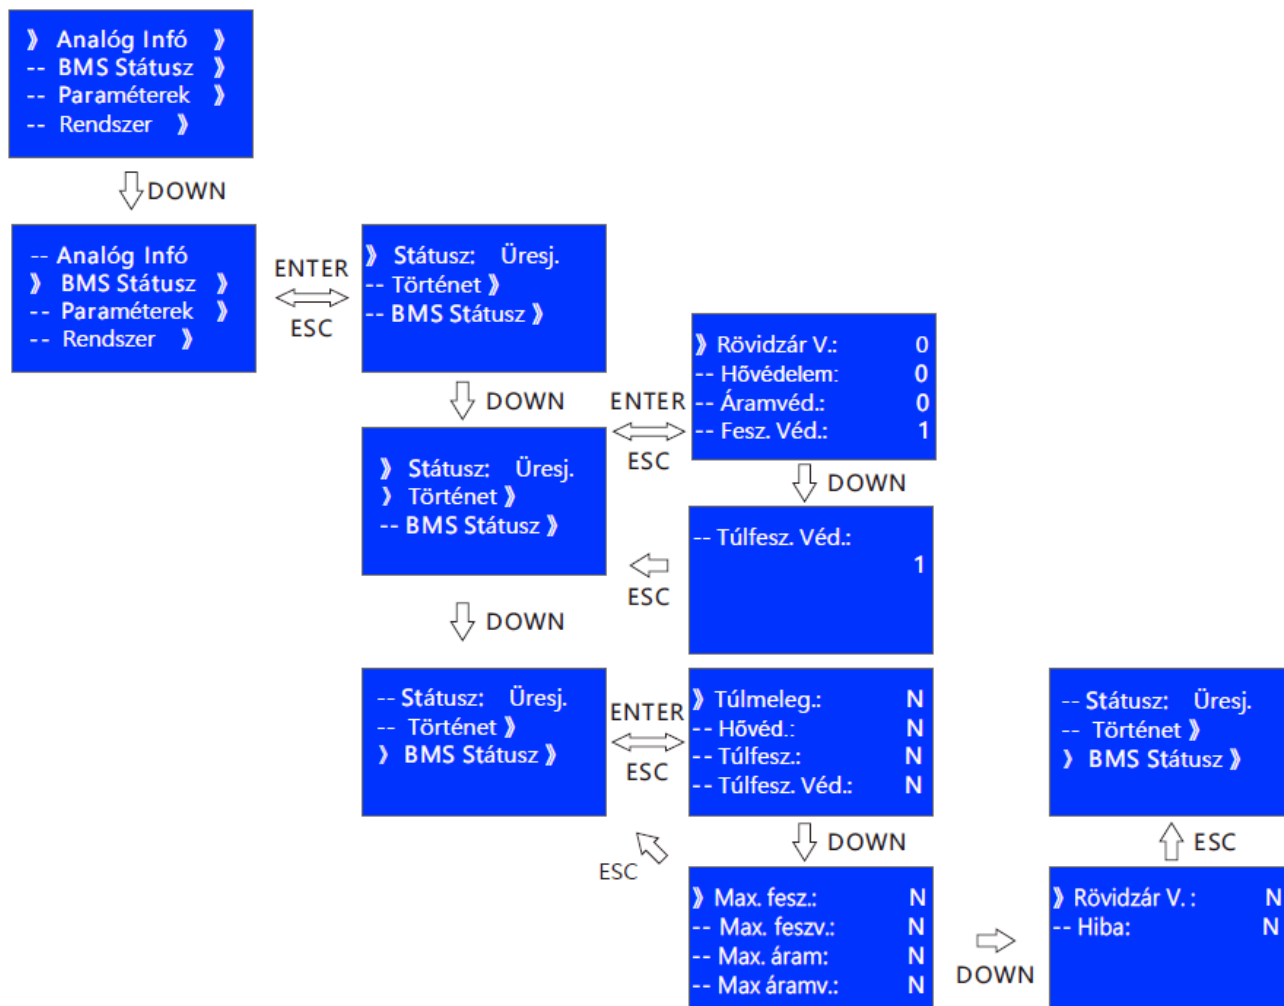 》 Analóg Infó 》
-- BMS Státusz 》
-- Paraméterek 》
-- Rendszer 》
DOWN
-- Analóg Infó
》 BMS Státusz 》
-- Paraméterek 》
-- Rendszer 》
ENTER
ESC
》 Státusz: Üresj.
-- Történet 》
-- BMS Státusz 》
DOWN
》 Státusz: Üresj.
》 Történet 》
-- BMS Státusz 》
ENTER
ESC
》 Rövidzár V.: 0
-- Hővédelem: 0
-- Áramvéd.: 0
-- Fesz. Véd.: 1
DOWN
-- Túlfesz. Véd.:
1
ESC
DOWN
-- Státusz: Üresj.
-- Történet 》
》 BMS Státusz 》
ENTER
ESC
》 Túlmeleg.: N
-- Hővéd.: N
-- Túlfesz.: N
-- Túlfesz. Véd.: N
DOWN
ESC
》 Max. fesz.: N
-- Max. feszv.: N
-- Max. áram: N
-- Max áramv.: N
DOWN
》 Rövidzár V. : N
-- Hiba: N
ESC
-- Státusz: Üresj.
-- Történet 》
》 BMS Státusz 》